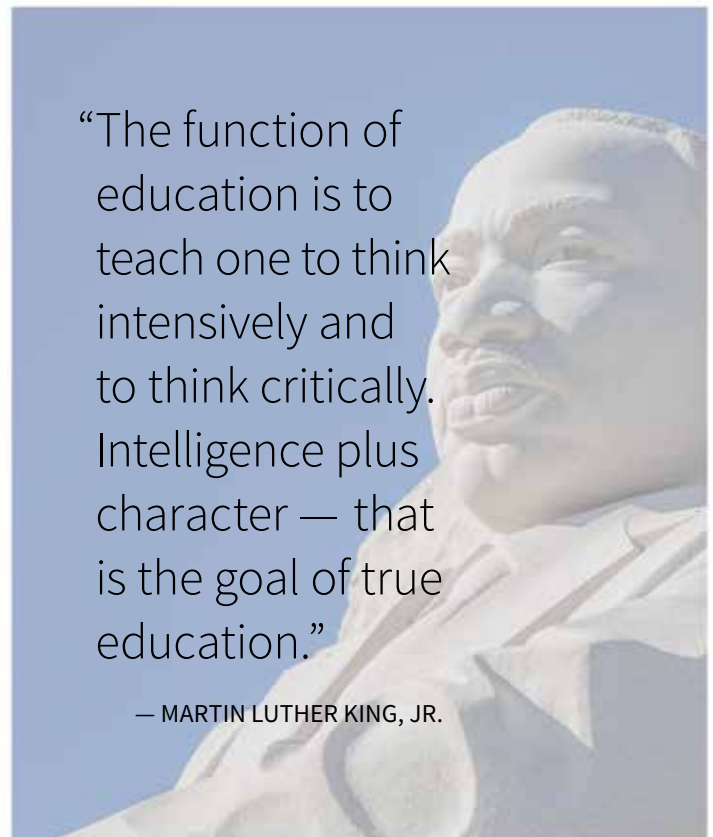 “The function of
education is to
teach one to think
intensively and
to think critically.
Intelligence plus
character — that
is the goal of true
education.”
— MARTIN LUTHER KING, JR.